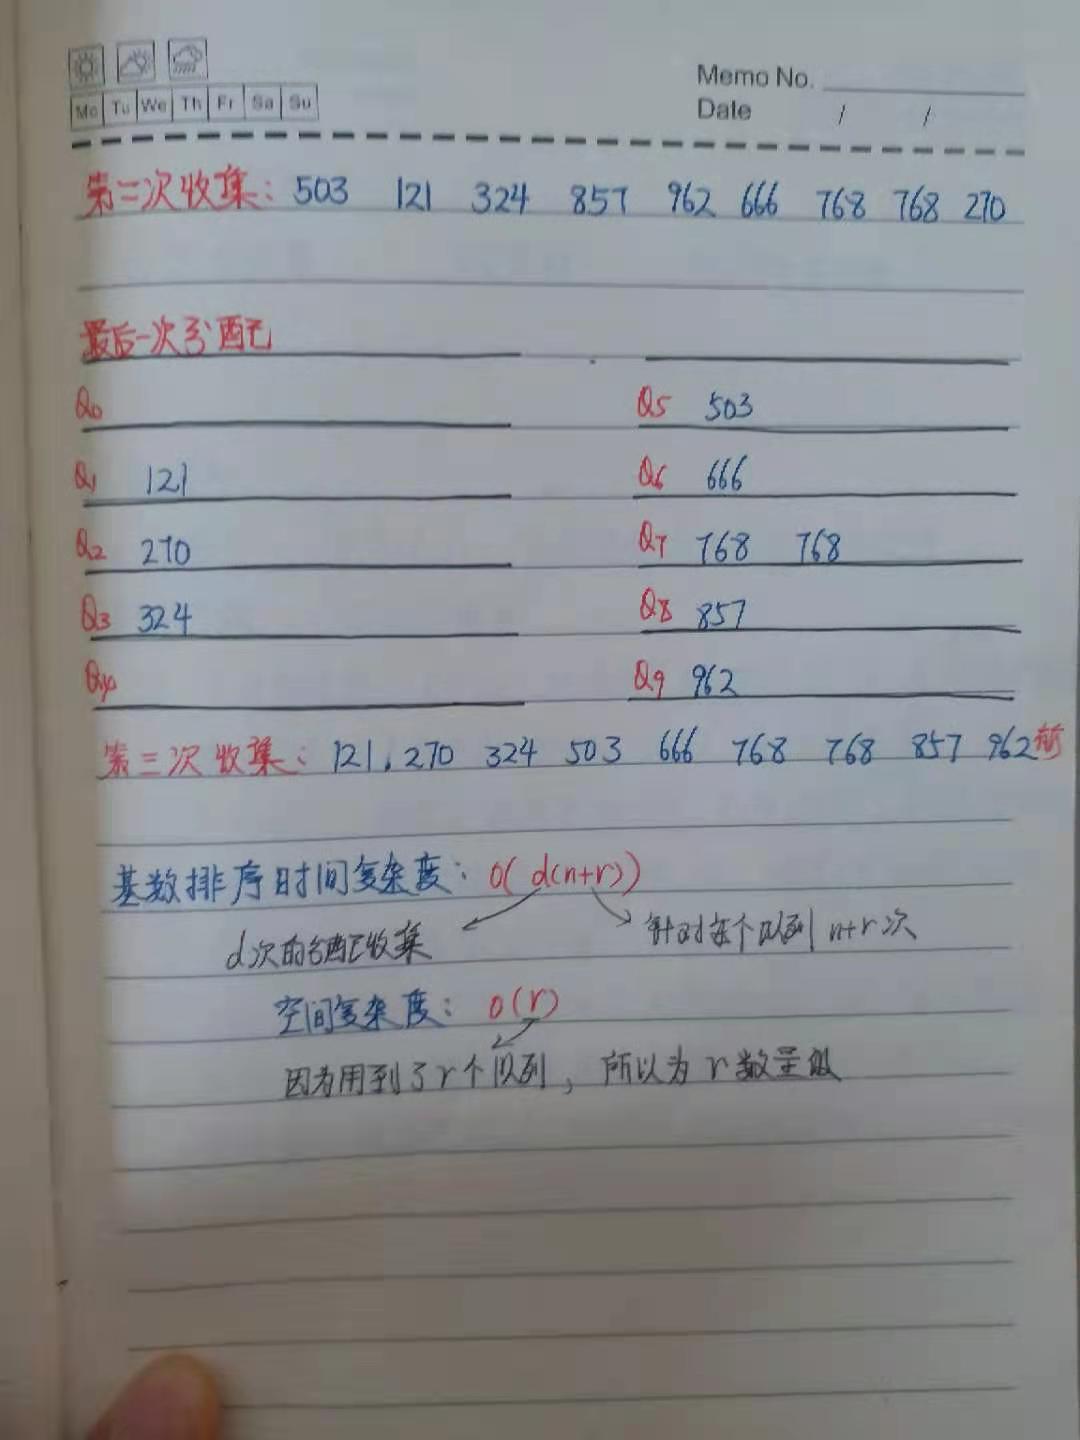 Memo No.
Mo Tu We Th Fr Sa Su
Date / /
第二次收集: 503 121 324 857 962 666 768 768 270
最后一次分配
Q0
Q5 503
Q1 121
Q6 666
Q2 270
Q7 768 768
Q3 324
Q8 857
Q4
Q9 962
第三次收集: 121, 270 324 503 666 768 768 857 962
基数排序时间复杂度: O( d(n+r))
d次的分配收集
针对每个队列 n+r 次
空间复杂度: O(r)
因为用到了r个队列, 所以为r数量级